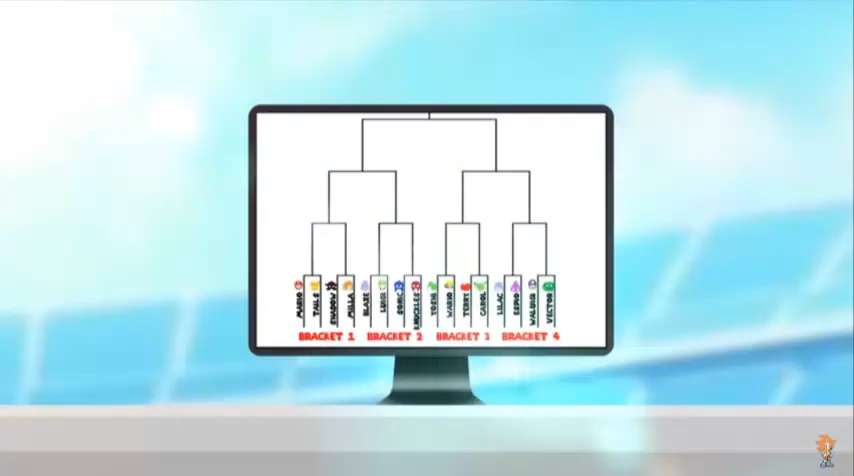 MARIO
TAILS
SHADOW
MILLA
BLAZE
LUIGI
SONIC
KNUCKLES
YOSHI
WARIO
TERRY
CAROL
LILAC
ESPIO
WALUIGI
VECTOR
BRACKET 1 BRACKET 2 BRACKET 3 BRACKET 4